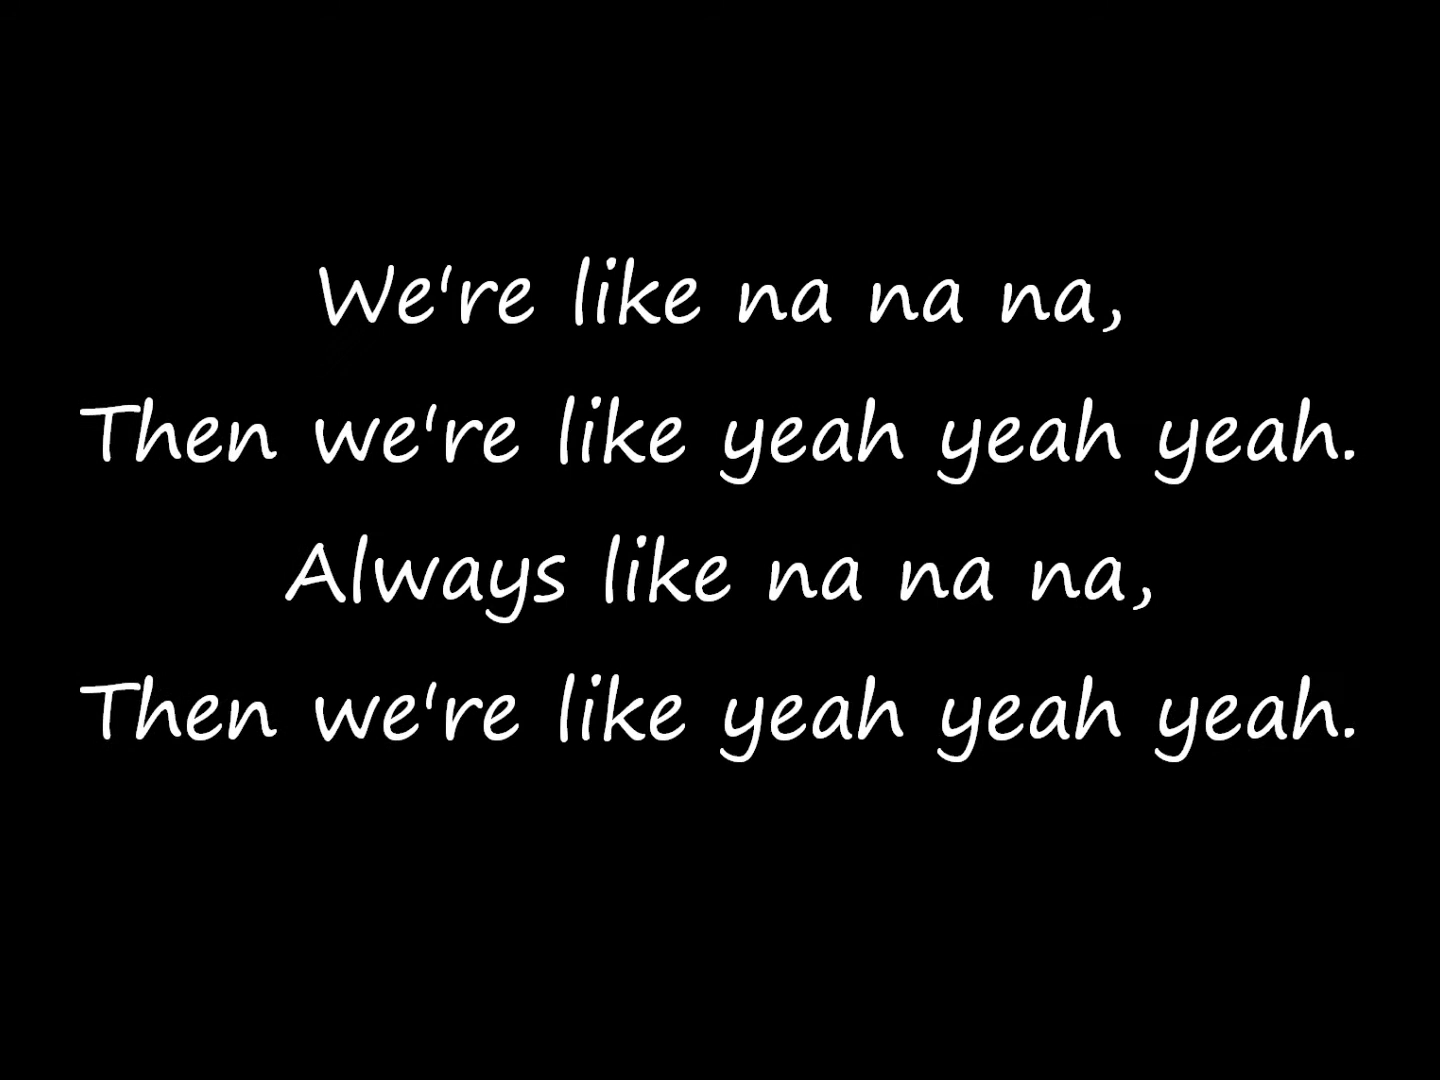 We're like na na na,
Then we're like yeah yeah yeah.
Always like na na na,
Then we're like yeah yeah yeah.